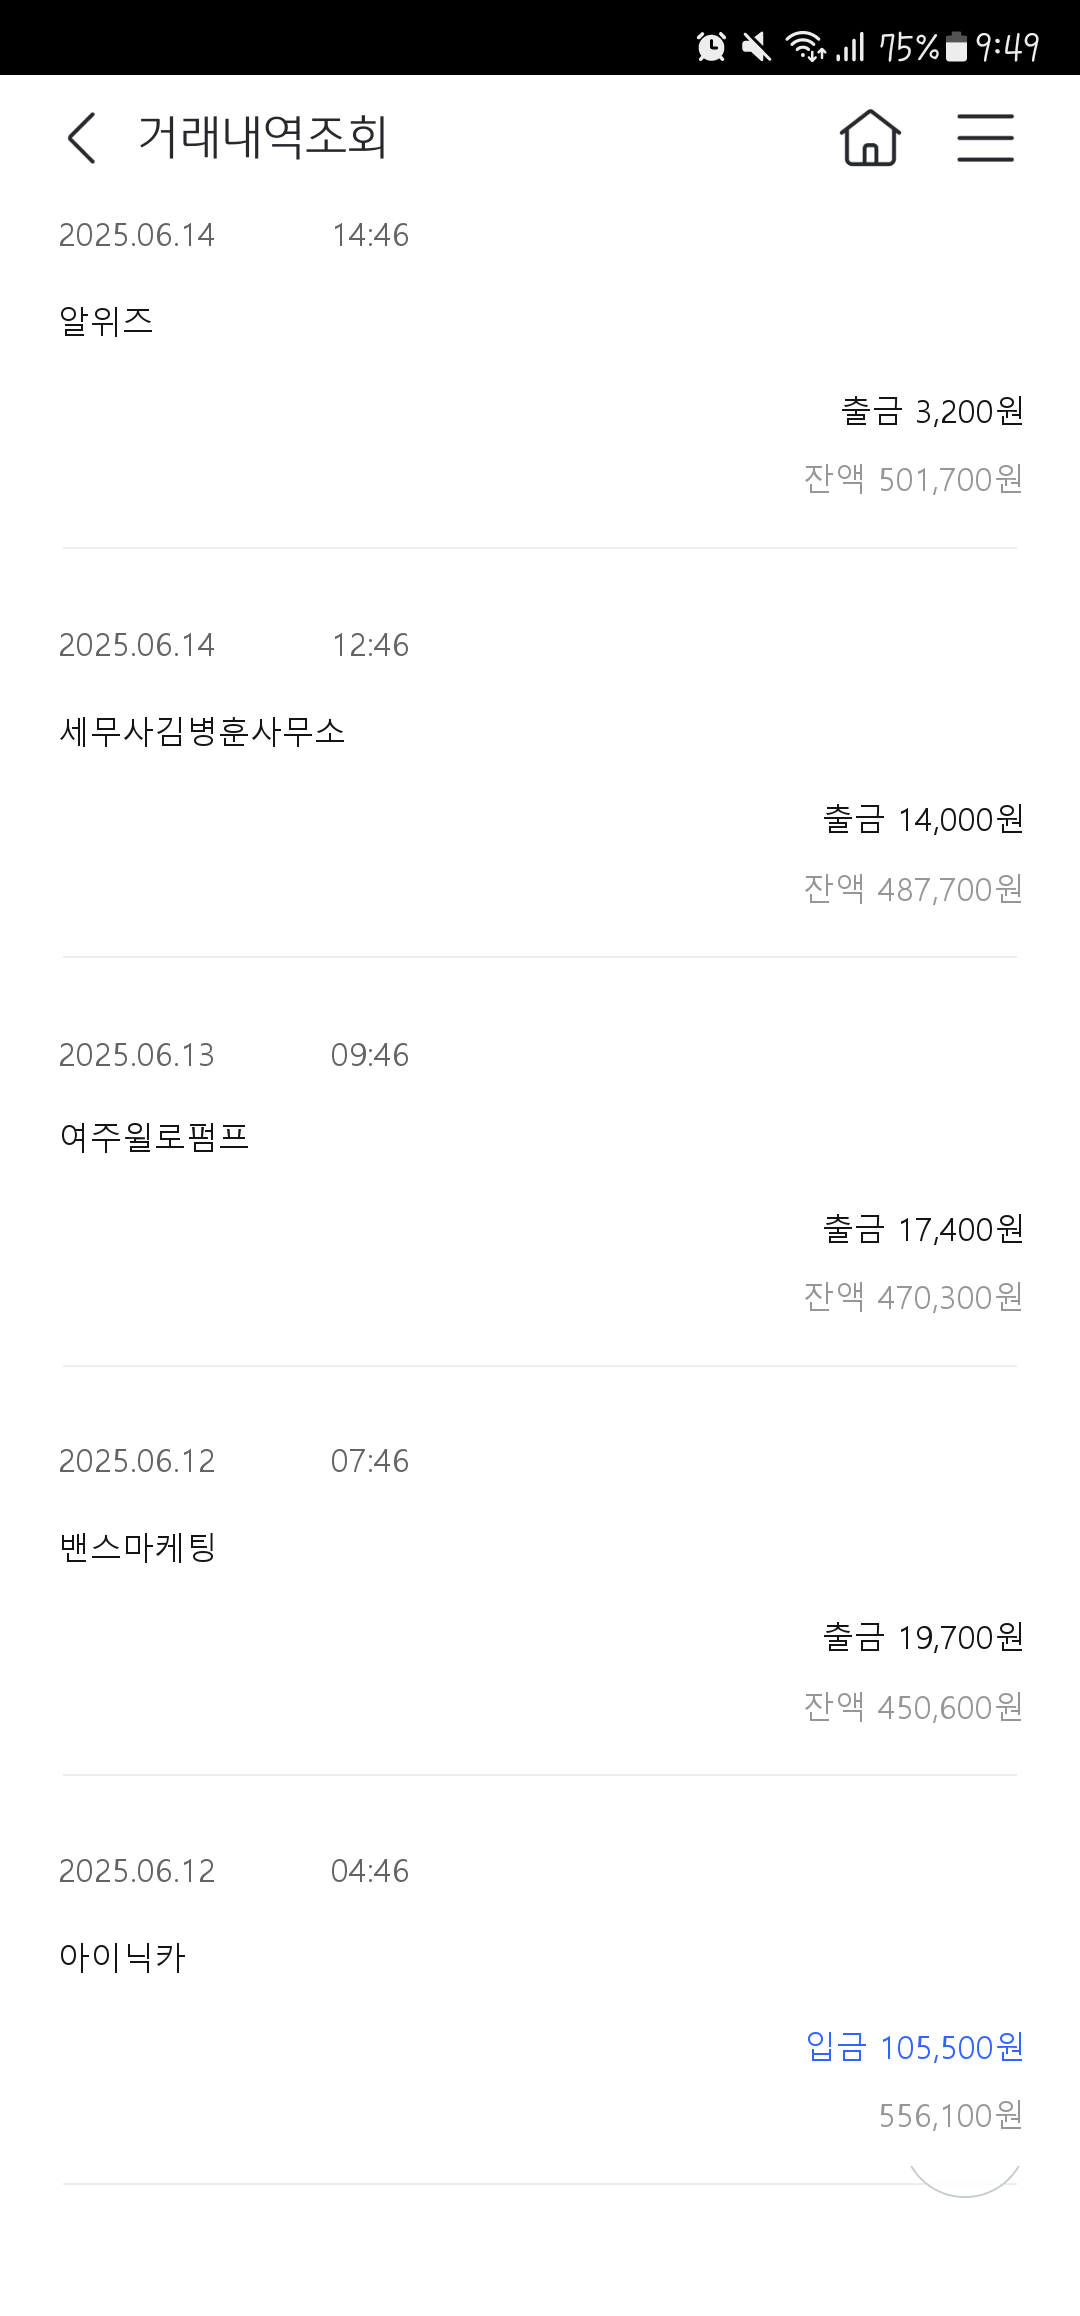 75% 9:49
거래내역조회
2025.06.14 14:46
알위즈
출금 3,200원
잔액 501,700원
2025.06.14 12:46
세무사김병훈사무소
출금 14,000원
잔액 487,700원
2025.06.13 09:46
여주윌로펌프
출금 17,400원
잔액 470,300원
2025.06.12 07:46
밴스마케팅
출금 19,700원
잔액 450,600원
2025.06.12 04:46
아이닉카
입금 105,500원
556,100원